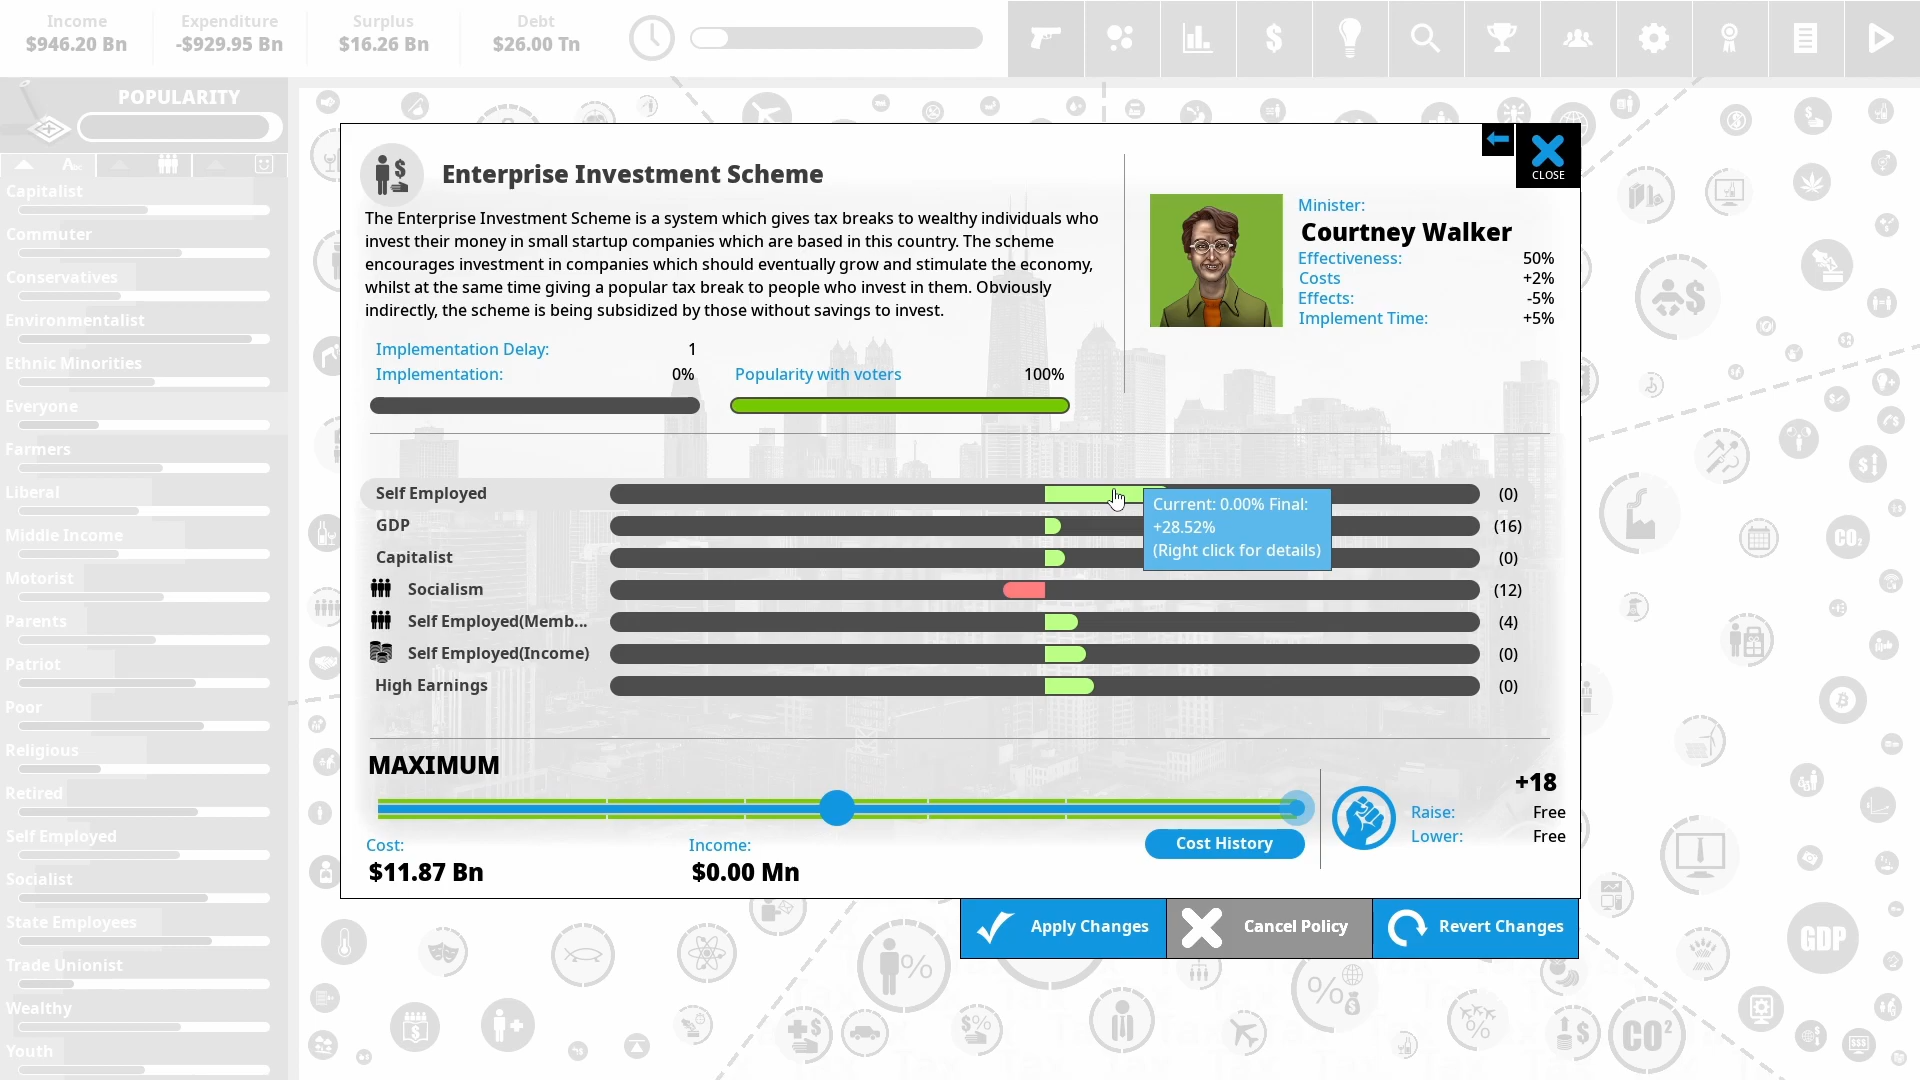 Income
$946.20 Bn
Expenditure
-$929.95 Bn
Surplus
$16.26 Bn
Debt
$26.00 Tn
POPULARITY
Capitalist
Commuter
Conservatives
Environmentalist
Ethnic Minorities
Everyone
Farmers
Liberal
Middle Income
Motorist
Parents
Patriot
Poor
Religious
Retired
Self Employed
Socialist
State Employees
Trade Unionist
Wealthy
Youth
Enterprise Investment Scheme
The Enterprise Investment Scheme is a system which gives tax breaks to wealthy individuals who
invest their money in small startup companies which are based in this country. The scheme
encourages investment in companies which should eventually grow and stimulate the economy,
whilst at the same time giving a popular tax break to people who invest in them. Obviously
indirectly, the scheme is being subsidized by those without savings to invest.
Implementation Delay: 1
Implementation: 0%
Popularity with voters 100%
CLOSE
Minister:
Courtney Walker
Effectiveness: 50%
Costs +2%
Effects: -5%
Implement Time: +5%
Self Employed (0)
GDP (16)
Capitalist (0)
Socialism (12)
Self Employed(Memb... (4)
Self Employed(Income) (0)
High Earnings (0)
Current: 0.00% Final:
+28.52%
(Right click for details)
MAXIMUM
Cost:
$11.87 Bn
Income:
$0.00 Mn
Cost History
+18
Raise: Free
Lower: Free
Apply Changes
Cancel Policy
Revert Changes
CO2
GDP
CO2